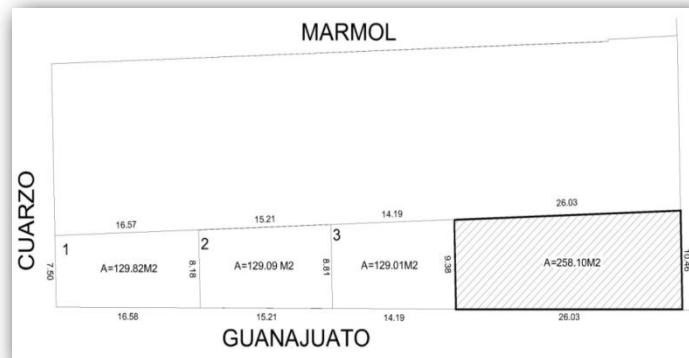 MARMOL
CUARZO
16.57
15.21
14.19
26.03
1
2
3
7.50
A=129.82M2
8.18
A=129.09 M2
8.81
A=129.01M2
9.38
A=258.10M2
10.46
16.58
15.21
14.19
26.03
GUANAJUATO